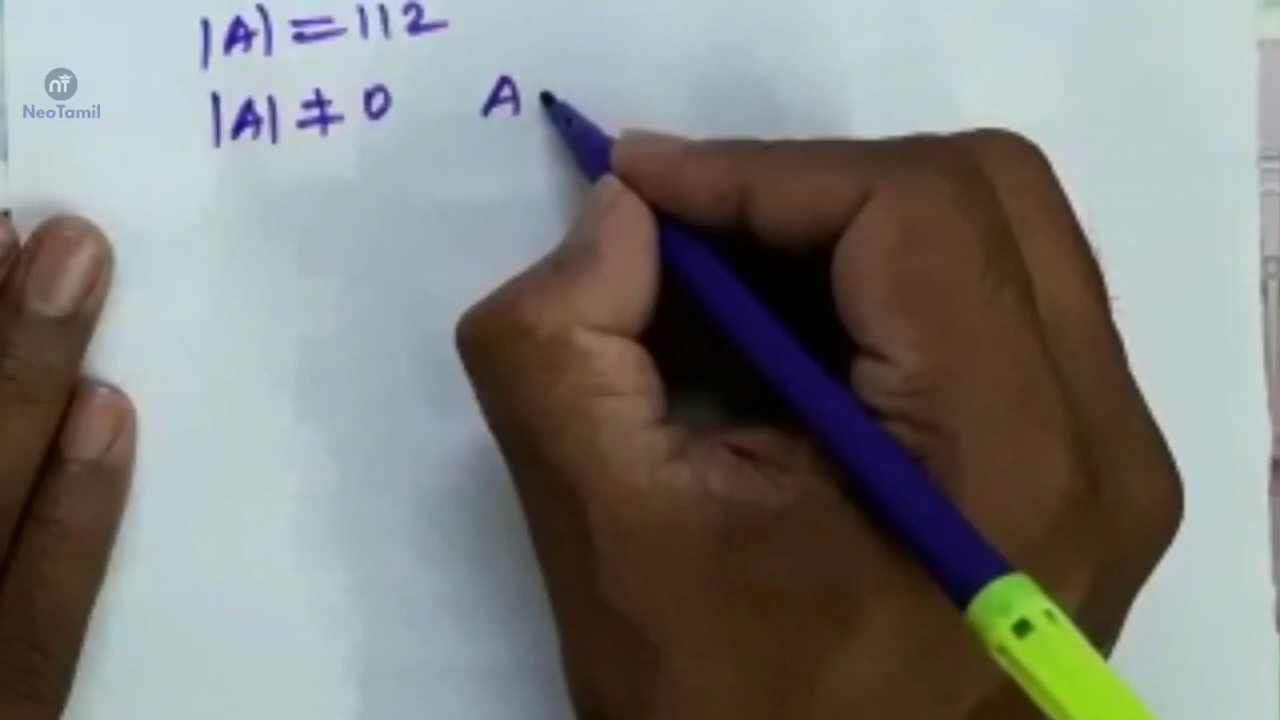 |A| = 112
|A| ≠ 0 A
NeoTamil